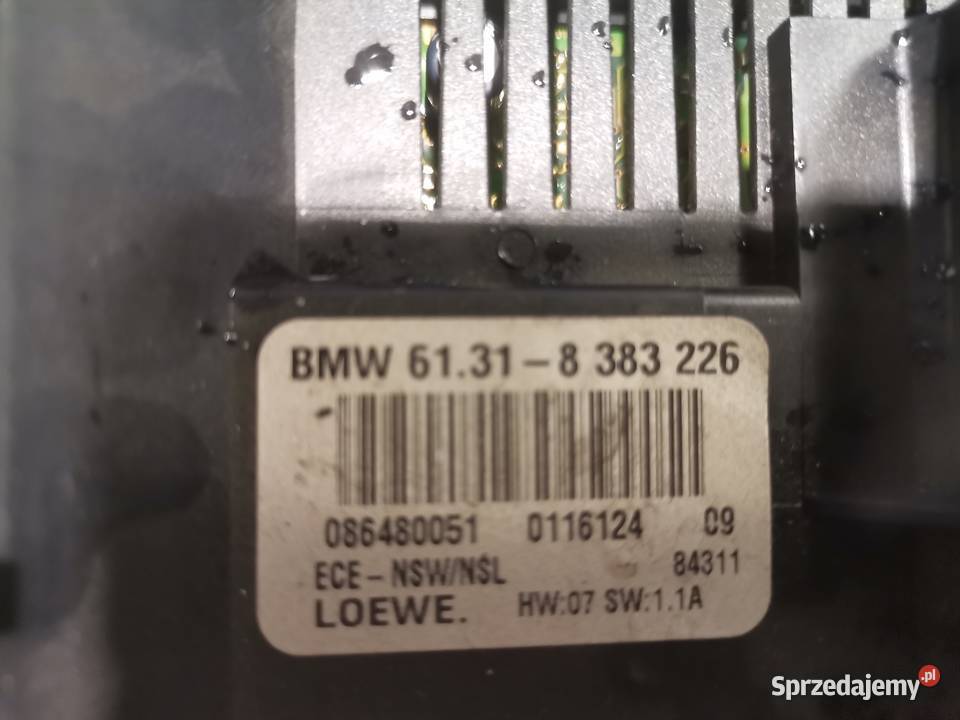 BMW 61.31-8 383 226
086480051 0116124 09
ECE-NSW/NSL 84311
LOEWE. HW:07 SW:1.1A
Sprzedajemy.pl